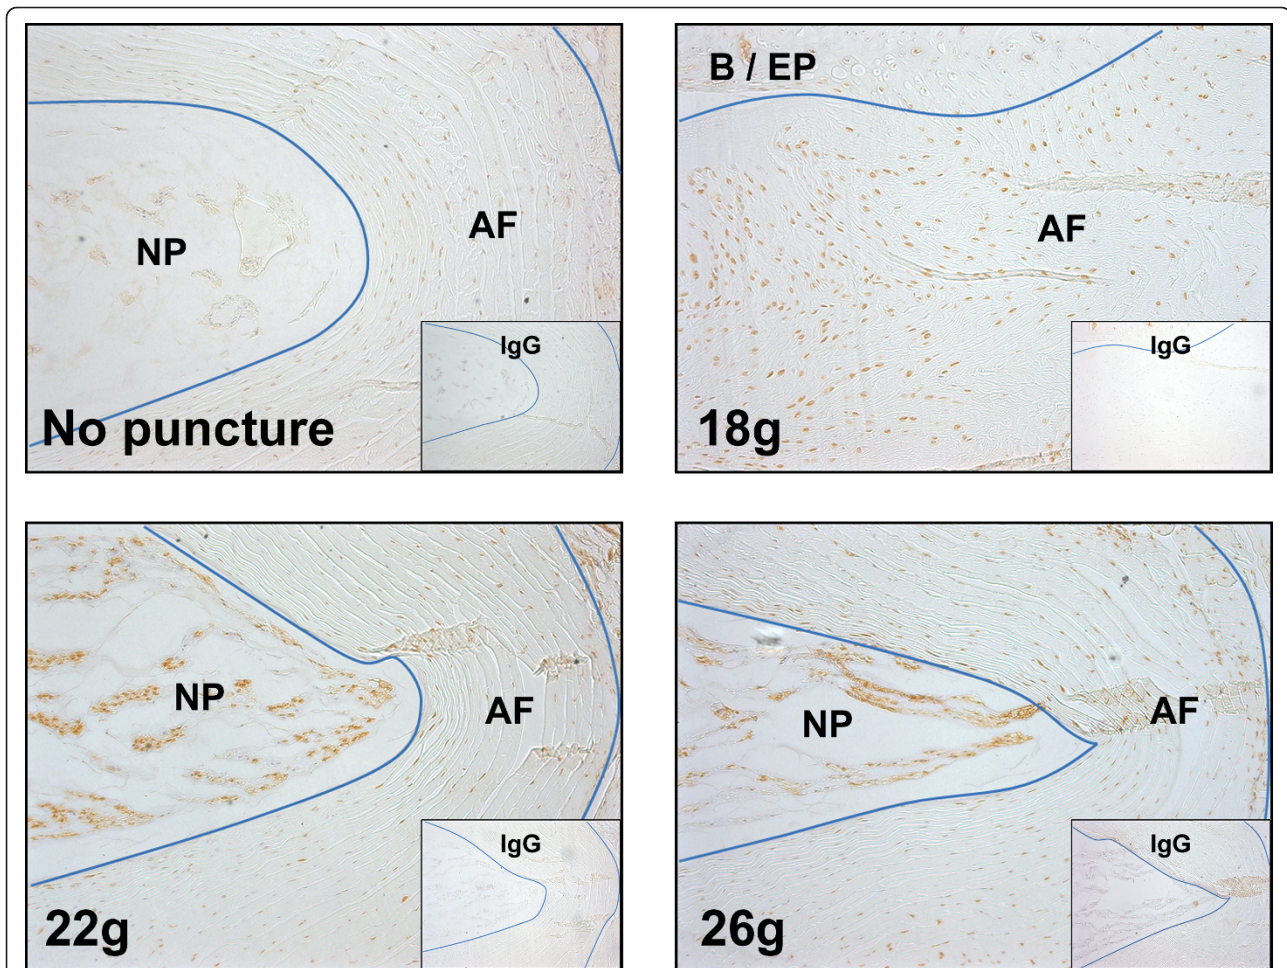 NP
AF
IgG
No puncture
B / EP
AF
IgG
18g
NP
AF
IgG
22g
NP
AF
IgG
26g